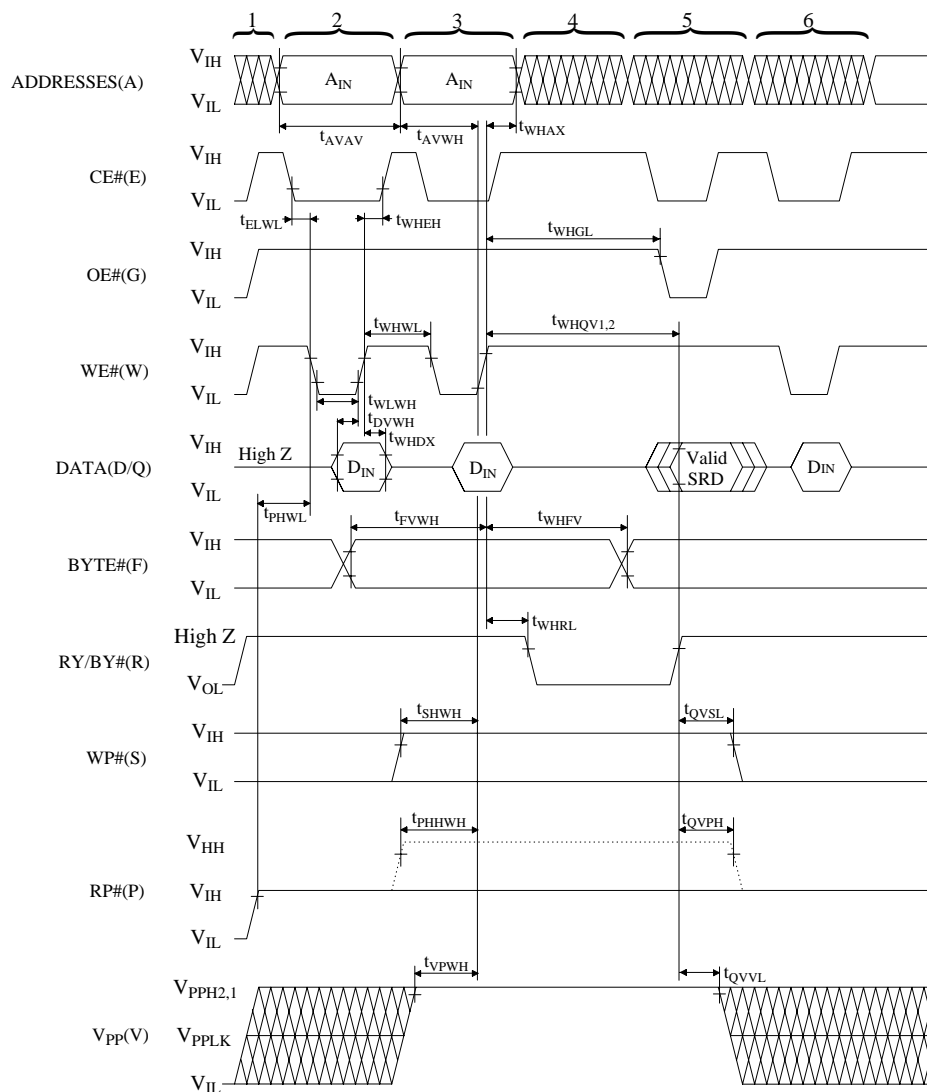 1 2 3 4 5 6
VIH
ADDRESSES(A) AIN AIN
VIL
tAVAV tAVWH tWHAX
VIH
CE#(E)
VIL
tELWL tWHEH
tWHGL
VIH
OE#(G)
VIL
tWHWL tWHQV1,2
VIH
WE#(W)
VIL
tWLWH
tDVWH
tWHDX
VIH
High Z
DATA(D/Q) DIN DIN Valid SRD DIN
VIL
tPHWL
tFVWH tWHFV
VIH
BYTE#(F)
VIL
tWHRL
High Z
RY/BY#(R)
VOL
tSHWH tQVSL
VIH
WP#(S)
VIL
tPHHWH tQVPH
VHH
RP#(P) VIH
VIL
tVPWH tQVVL
VPPH2,1
VPP(V) VPPLK
VIL